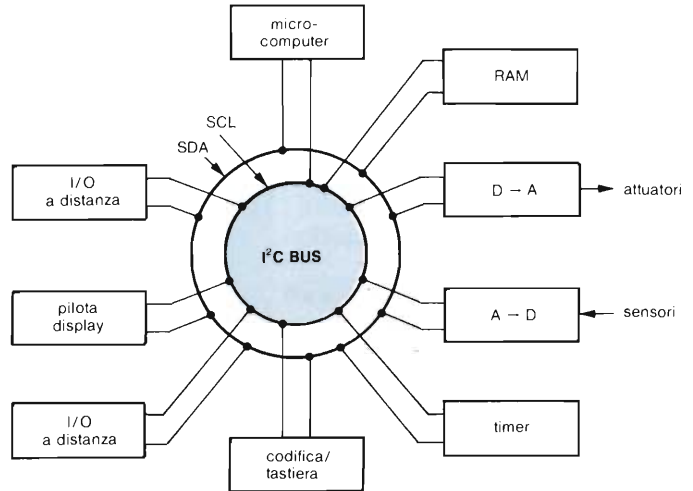 micro-
computer
RAM
SCL
SDA
I/O
a distanza
D → A
attuatori
I²C BUS
pilota
display
A → D
sensori
I/O
a distanza
codifica/
tastiera
timer